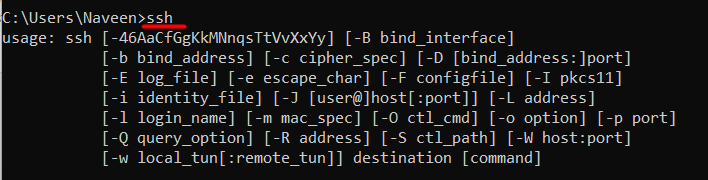 C:\Users\Naveen>ssh
usage: ssh [-46AaCfGgKkMNnqsTtVvXxYy] [-B bind_interface]
[-b bind_address] [-c cipher_spec] [-D [bind_address:]port]
[-E log_file] [-e escape_char] [-F configfile] [-I pkcs11]
[-i identity_file] [-J [user@]host[:port]] [-L address]
[-l login_name] [-m mac_spec] [-O ctl_cmd] [-o option] [-p port]
[-Q query_option] [-R address] [-S ctl_path] [-W host:port]
[-w local_tun[:remote_tun]] destination [command]